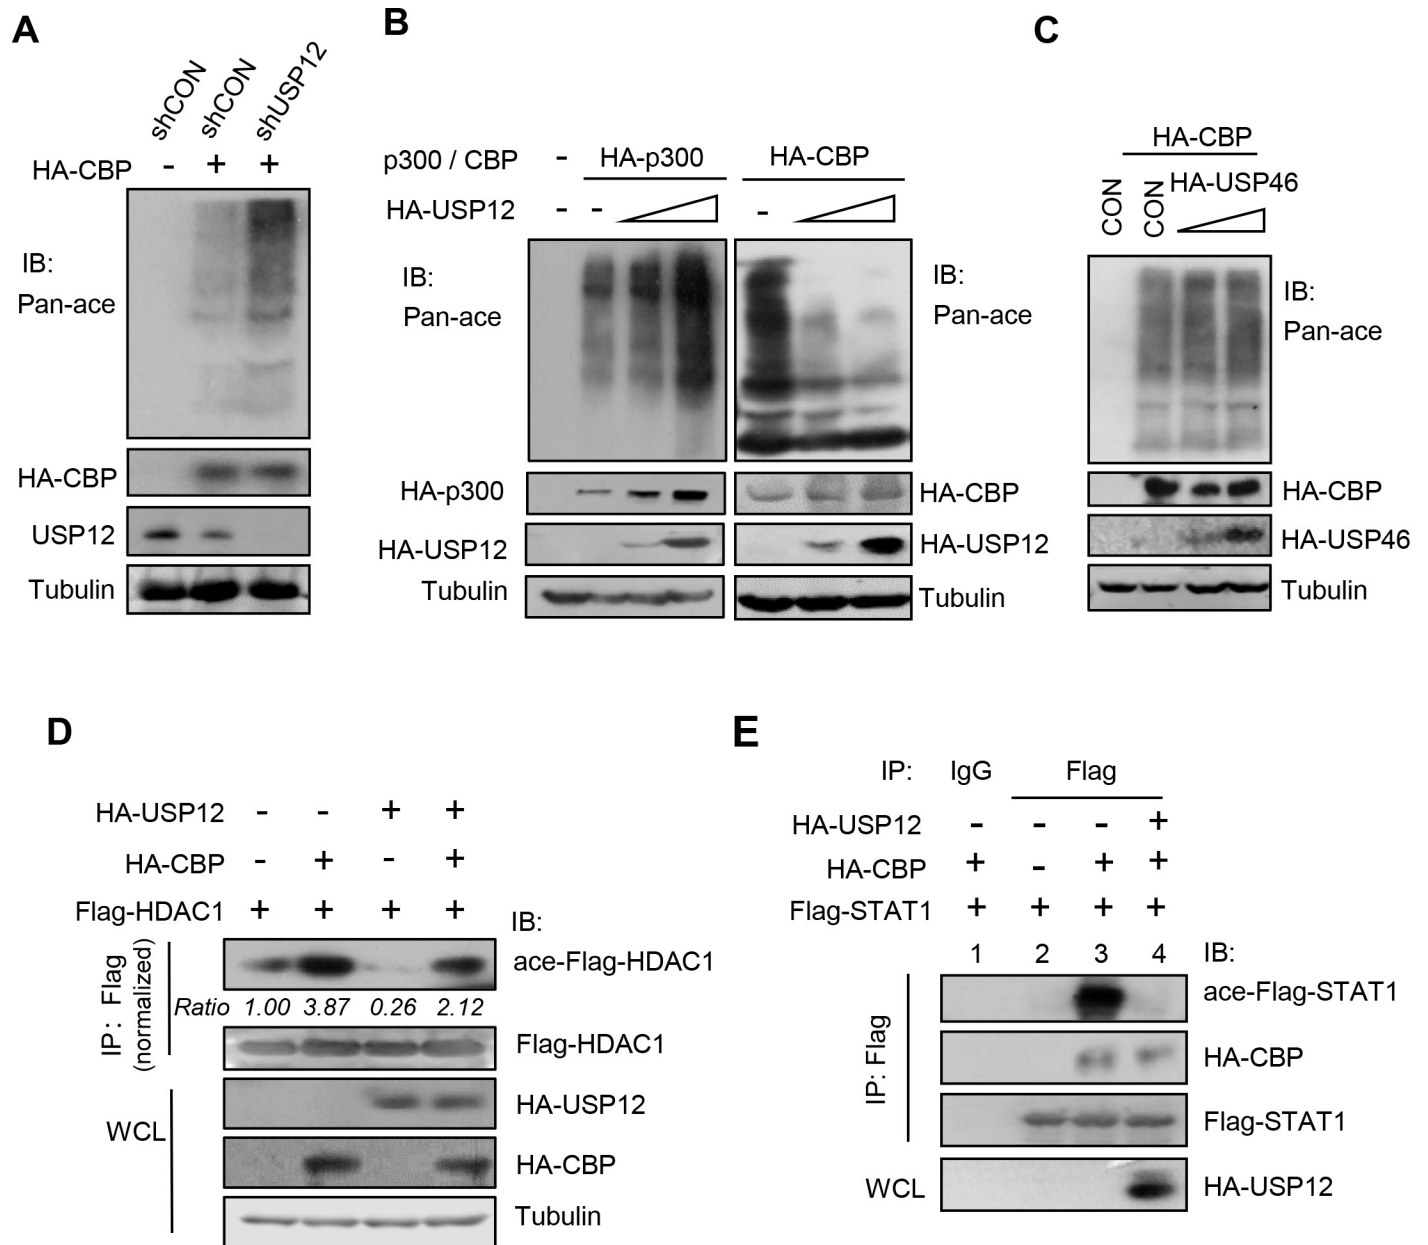 A
shCON shCON shUSP12
HA-CBP - + +
IB:
Pan-ace
HA-CBP
USP12
Tubulin
B
p300 / CBP - HA-p300 HA-CBP
HA-USP12 - - -
IB:
Pan-ace
IB:
Pan-ace
HA-p300 HA-CBP
HA-USP12 HA-USP12
Tubulin Tubulin
C
HA-CBP
CON CON HA-USP46
IB:
Pan-ace
HA-CBP
HA-USP46
Tubulin
D
HA-USP12 - - + +
HA-CBP - + - +
Flag-HDAC1 + + + +
IB:
IP: Flag
(normalized)
ace-Flag-HDAC1
Ratio 1.00 3.87 0.26 2.12
Flag-HDAC1
WCL
HA-USP12
HA-CBP
Tubulin
E
IP: IgG Flag
HA-USP12 - - - +
HA-CBP + - + +
Flag-STAT1 + + + +
1 2 3 4 IB:
IP: Flag
ace-Flag-STAT1
HA-CBP
Flag-STAT1
WCL HA-USP12